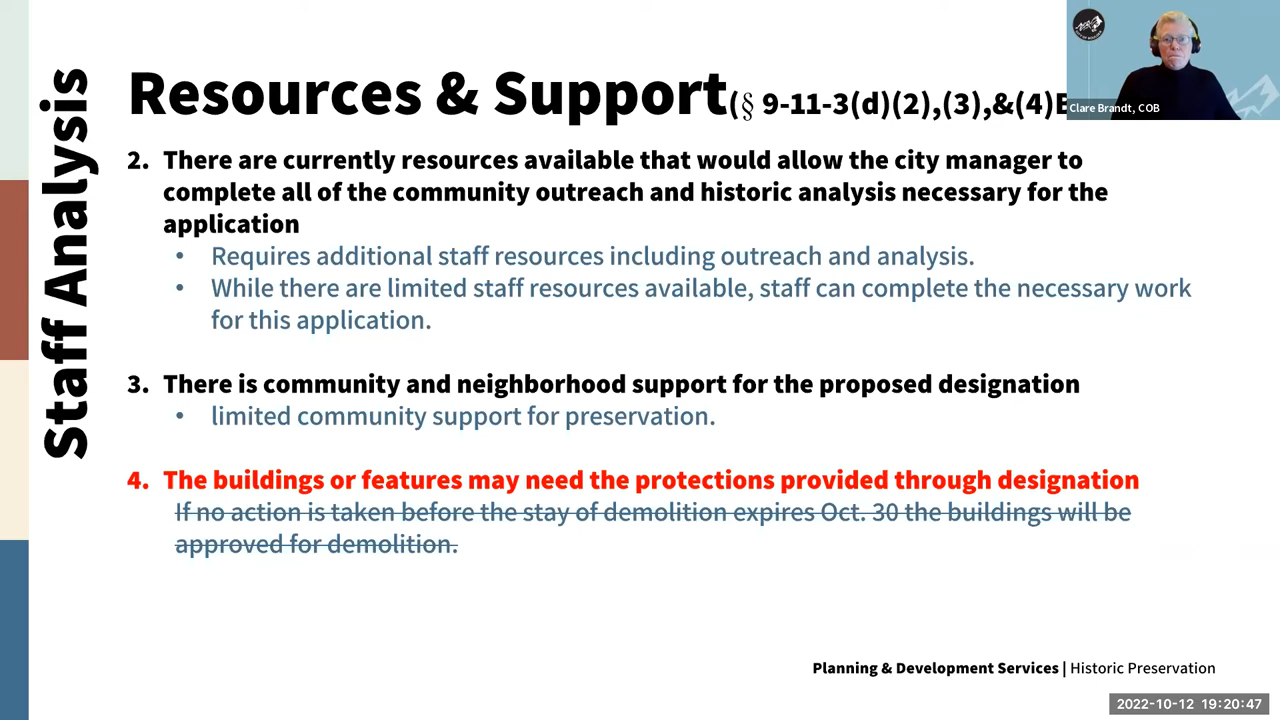 Staff Analysis
Resources & Support(§ 9-11-3(d)(2),(3),&(4)
Clare Brandt, COB
2. There are currently resources available that would allow the city manager to
complete all of the community outreach and historic analysis necessary for the
application
• Requires additional staff resources including outreach and analysis.
• While there are limited staff resources available, staff can complete the necessary work
for this application.
3. There is community and neighborhood support for the proposed designation
• limited community support for preservation.
4. The buildings or features may need the protections provided through designation
If no action is taken before the stay of demolition expires Oct. 30 the buildings will be
approved for demolition.
Planning & Development Services | Historic Preservation
2022-10-12 19:20:47